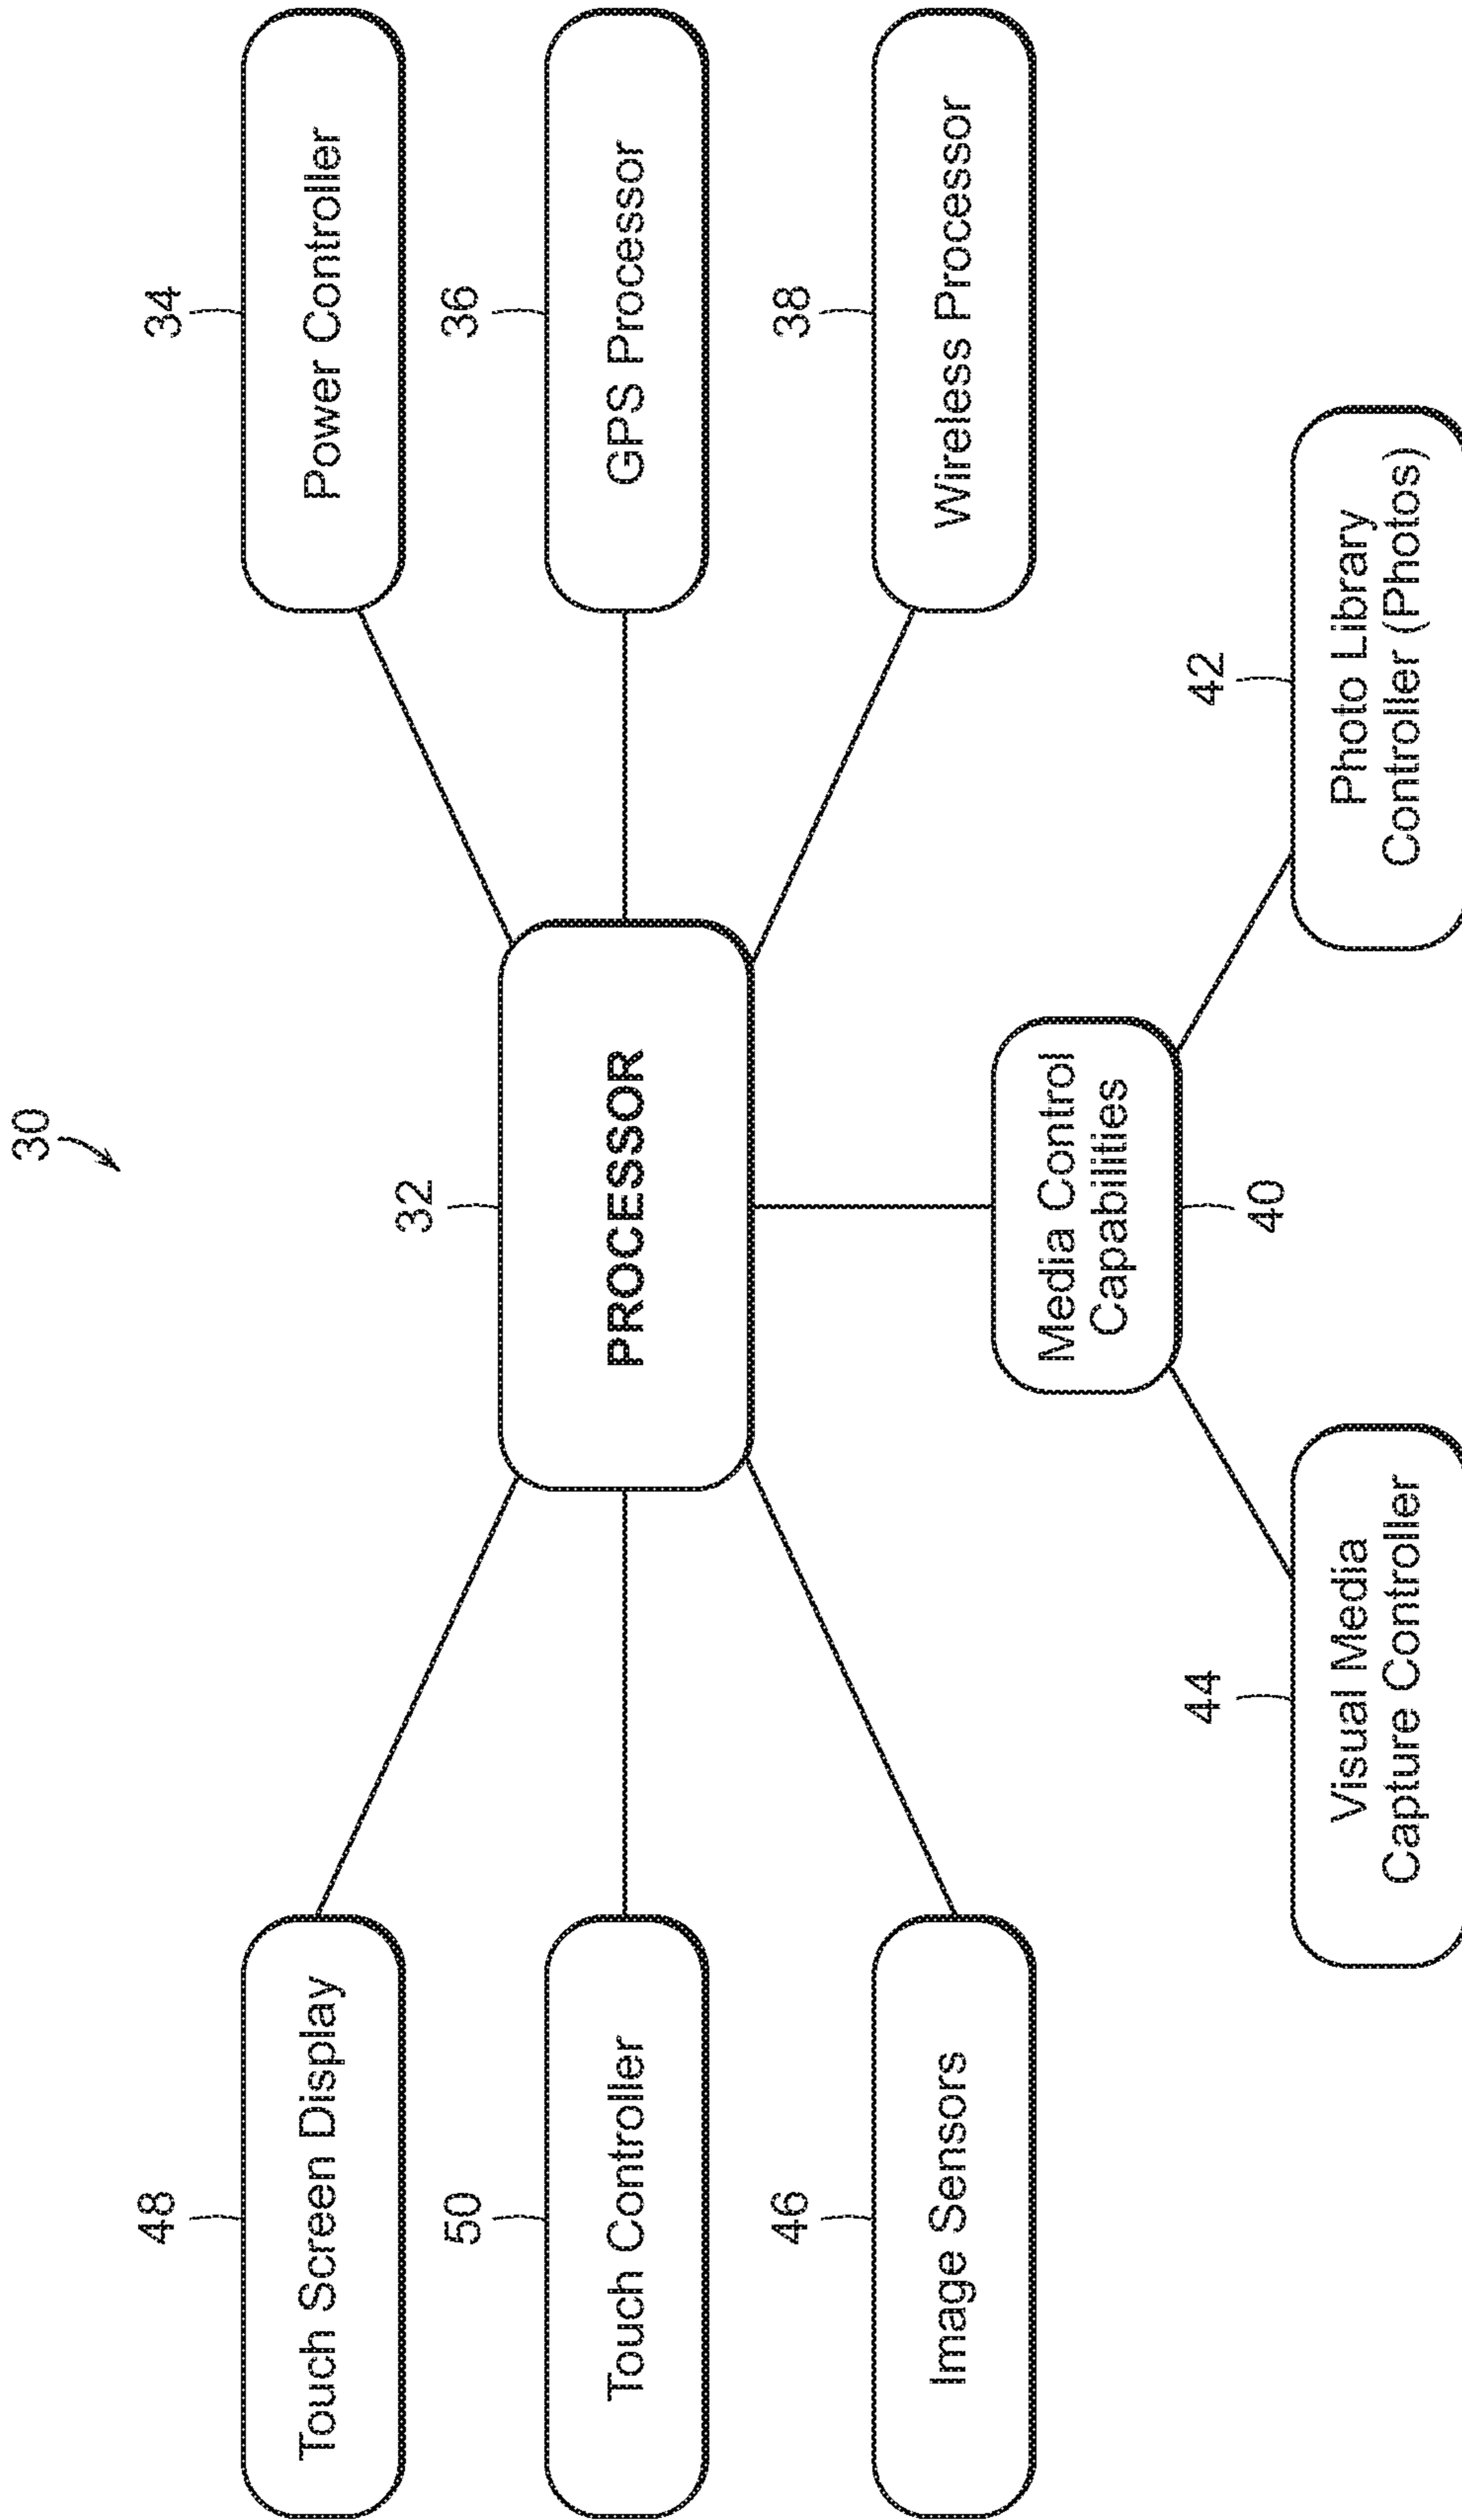 30
48
Touch Screen Display
32
34
Power Controller
50
Touch Controller
PROCESSOR
36
GPS Processor
46
Image Sensors
38
Wireless Processor
Media Control
Capabilities
40
44
Visual Media
Capture Controller
42
Photo Library
Controller (Photos)